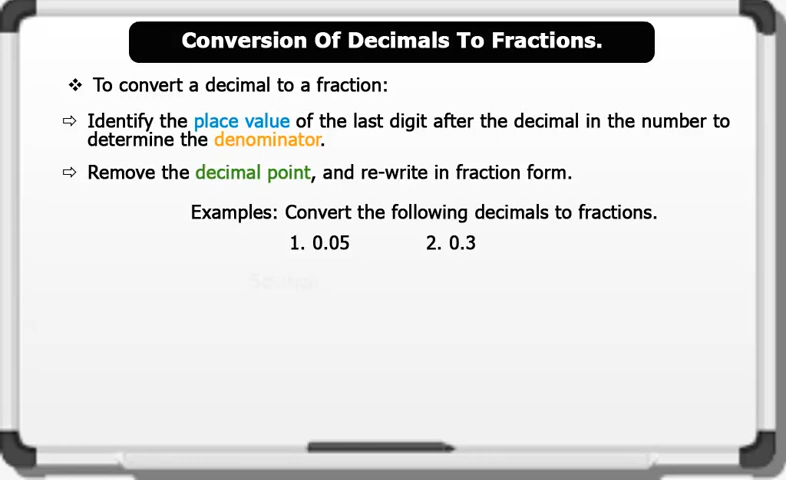 Conversion Of Decimals To Fractions.
❖ To convert a decimal to a fraction:
⇨ Identify the place value of the last digit after the decimal in the number to
determine the denominator.
⇨ Remove the decimal point, and re-write in fraction form.
Examples: Convert the following decimals to fractions.
1. 0.05 2. 0.3